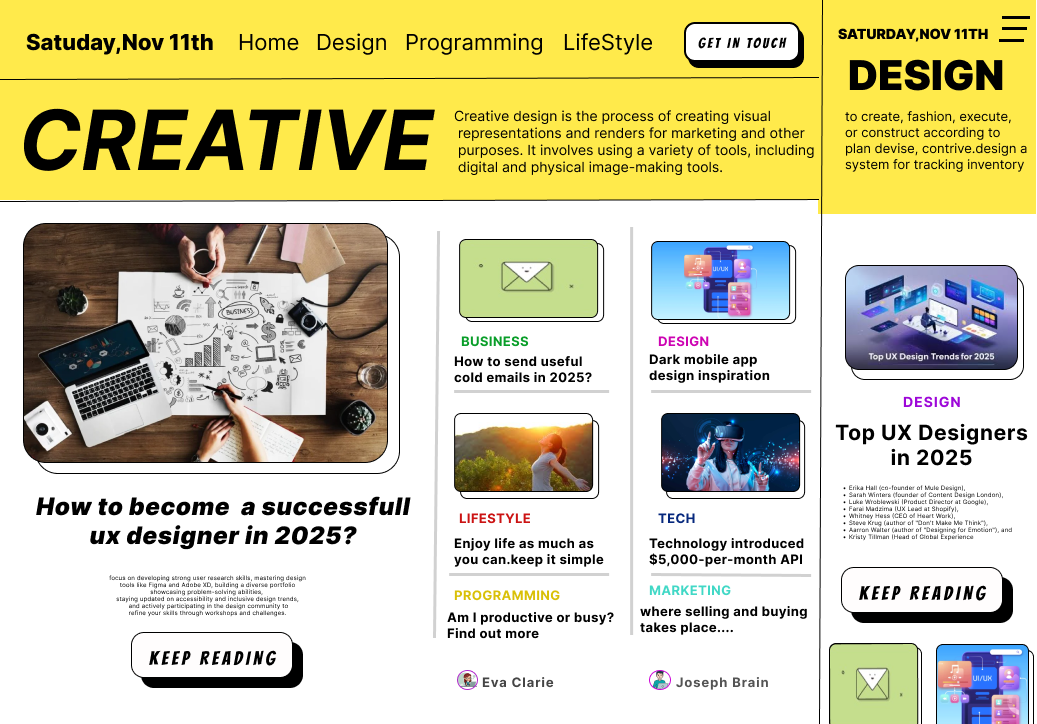 Satuday,Nov 11th
Home
Design
Programming
LifeStyle
GET IN TOUCH
CREATIVE
Creative design is the process of creating visual
representations and renders for marketing and other
purposes. It involves using a variety of tools, including
digital and physical image-making tools.
BUSINESS
How to become a successfull
ux designer in 2025?
focus on developing strong user research skills, mastering design
tools like Figma and Adobe XD, building a diverse portfolio
showcasing problem-solving abilities,
staying updated on accessibility and inclusive design trends,
and actively participating in the design community to
refine your skills through workshops and challenges.
KEEP READING
BUSINESS
How to send useful
cold emails in 2025?
UI/UX
DESIGN
Dark mobile app
design inspiration
LIFESTYLE
Enjoy life as much as
you can.keep it simple
TECH
Technology introduced
$5,000-per-month API
PROGRAMMING
Am I productive or busy?
Find out more
MARKETING
where selling and buying
takes place....
Eva Clarie
Joseph Brain
SATURDAY,NOV 11TH
DESIGN
to create, fashion, execute,
or construct according to
plan devise, contrive.design a
system for tracking inventory
Top UX Design Trends for 2025
DESIGN
Top UX Designers
in 2025
• Erika Hall (co-founder of Mule Design),
• Sarah Winters (founder of Content Design London),
• Luke Wroblewski (Product Director at Google),
• Farai Madzima (UX Lead at Shopify),
• Whitney Hess (CEO of Heart Work),
• Steve Krug (author of "Don't Make Me Think"),
• Aarron Walter (author of "Designing for Emotion"), and
• Kristy Tillman (Head of Global Experience
KEEP READING
UI/UX